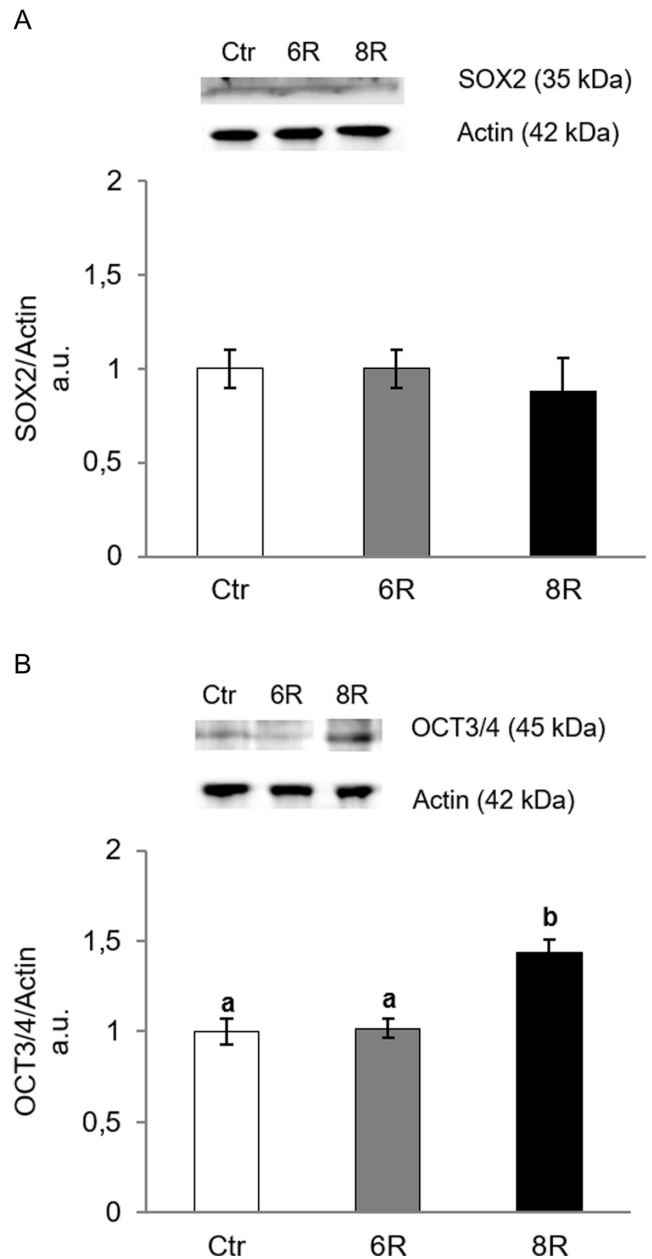 A
Ctr 6R 8R
SOX2 (35 kDa)
Actin (42 kDa)
2
1,5
1
0,5
0
SOX2/Actin
a.u.
Ctr 6R 8R
B
Ctr 6R 8R
OCT3/4 (45 kDa)
Actin (42 kDa)
2
1,5
1
0,5
0
OCT3/4/Actin
a.u.
a a b
Ctr 6R 8R